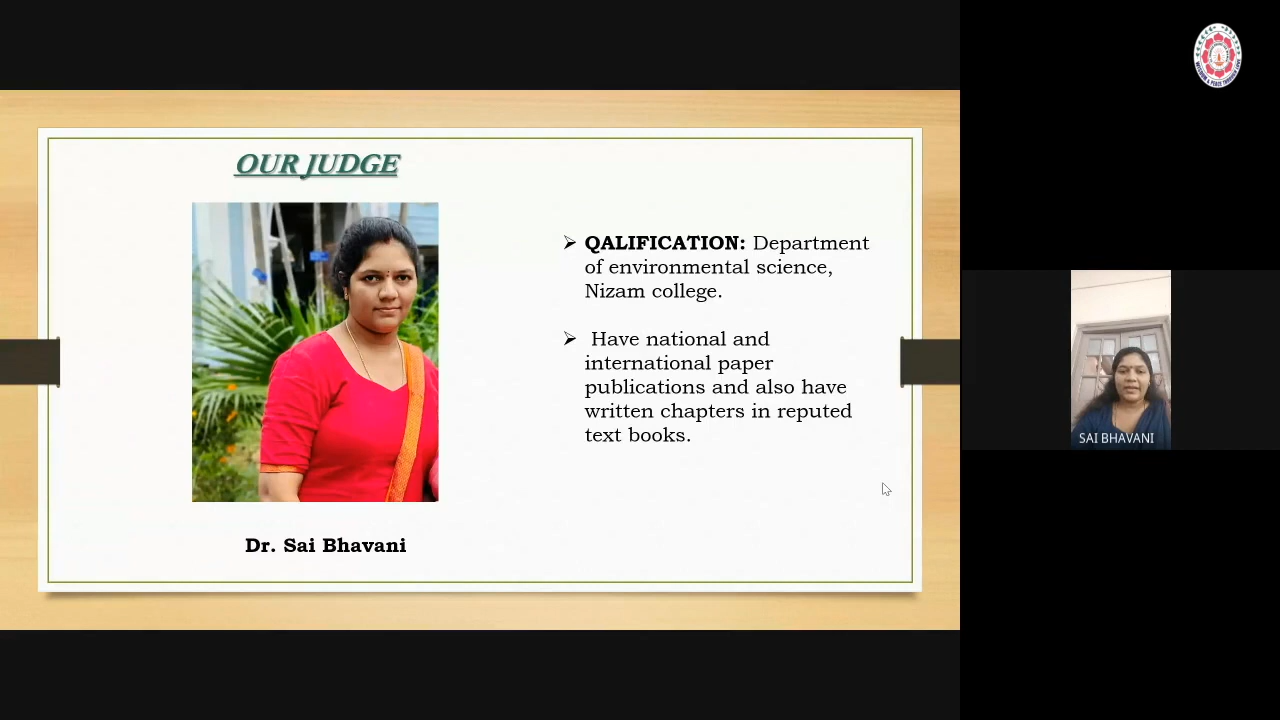 OUR JUDGE
➢ QALIFICATION: Department
of environmental science,
Nizam college.
➢ Have national and
international paper
publications and also have
written chapters in reputed
text books.
Dr. Sai Bhavani
SAI BHAVANI